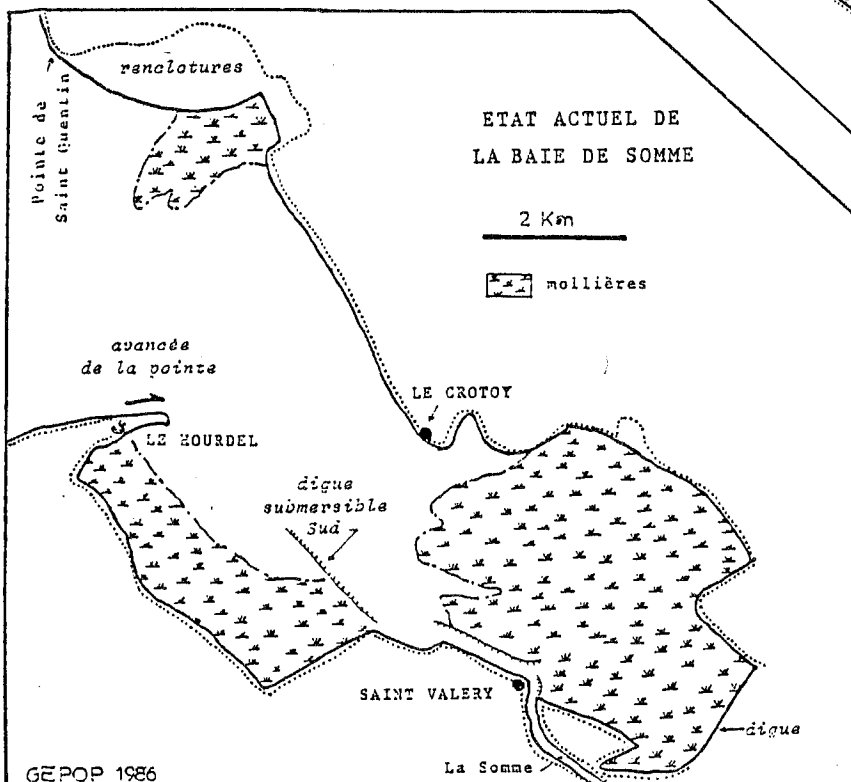 renclotures
Pointe de
Saint Quentin
ETAT ACTUEL DE
LA BAIE DE SOMME
2 Km
mollières
avancée
de la pointe
LE CROTOY
LE HOURDEL
digue
submersible
Sud
SAINT VALERY
digue
La Somme
GEPOP 1986